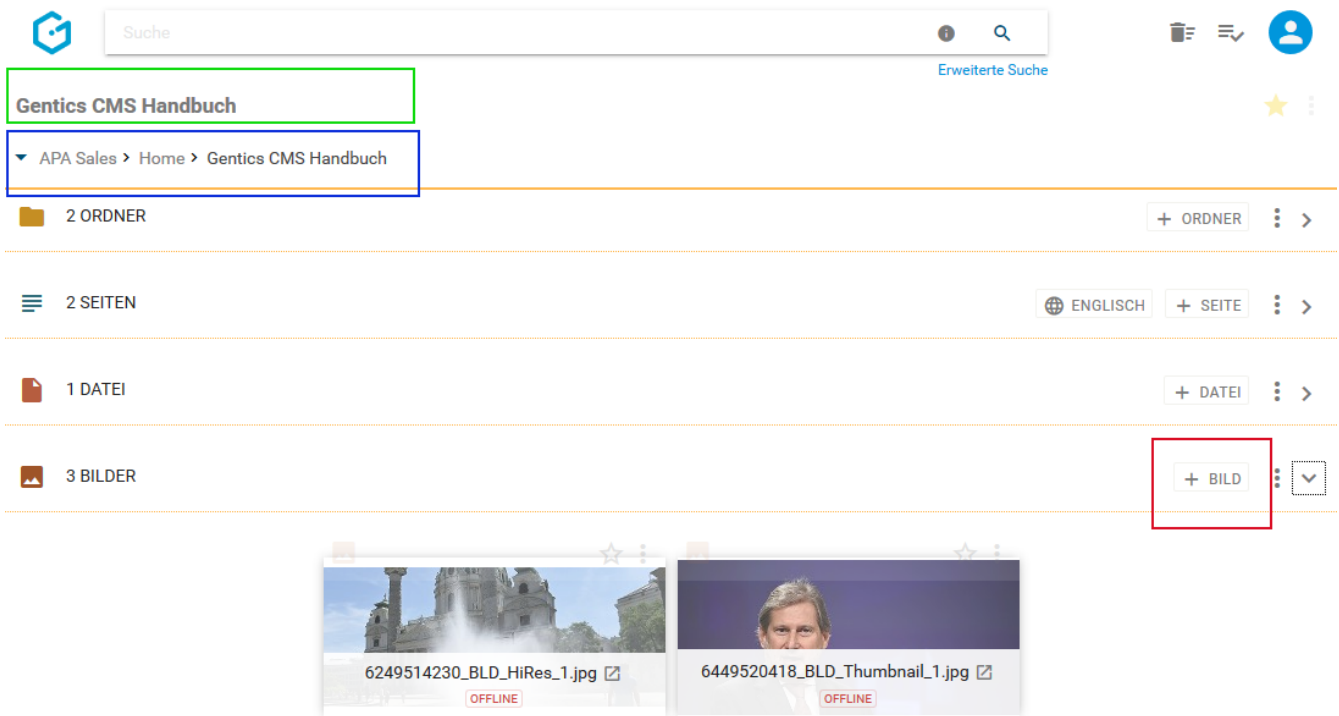 Suche
Erweiterte Suche
Gentics CMS Handbuch
APA Sales > Home > Gentics CMS Handbuch
2 ORDNER + ORDNER
2 SEITEN ENGLISCH + SEITE
1 DATEI + DATEI
3 BILDER + BILD
6249514230_BLD_HiRes_1.jpg 6449520418_BLD_Thumbnail_1.jpg
OFFLINE OFFLINE